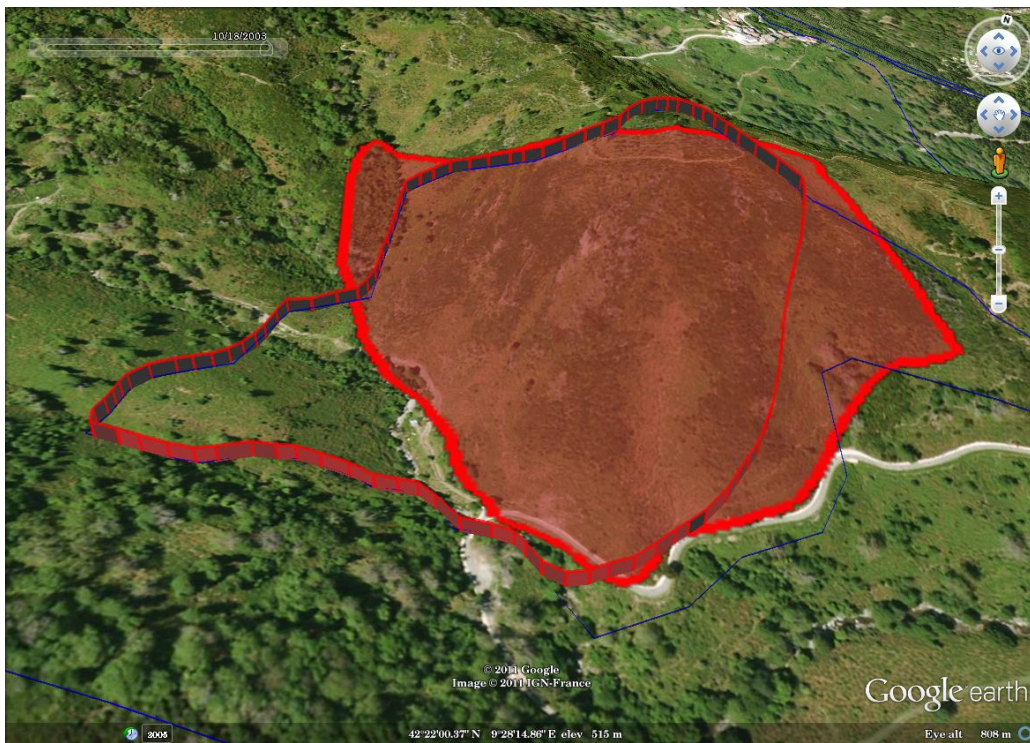 10/18/2003
N
© 2011 Google
Image © 2011 IGN-France
Google earth
2005
42°22'00.37" N 9°28'14.86" E elev 515 m
Eye alt 808 m